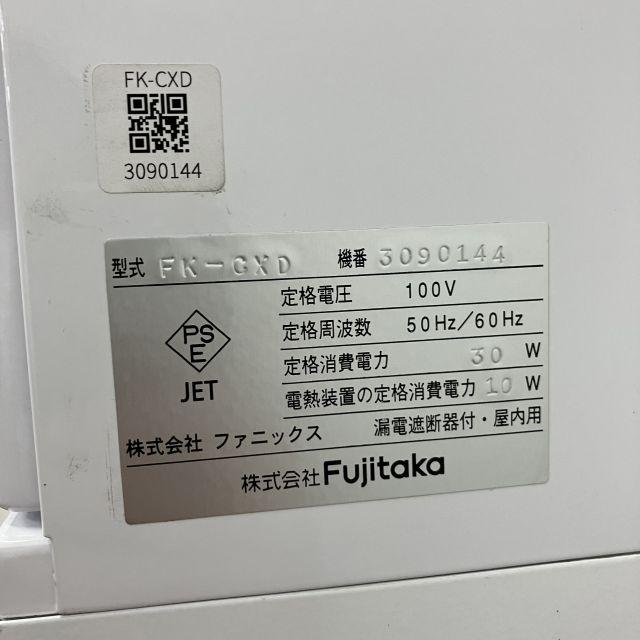 FK-CXD
3090144
型式 FK-CXD 機番 3090144
定格電圧 100V
定格周波数 50Hz/60Hz
定格消費電力 30 W
電熱装置の定格消費電力 10 W
PS
E
JET
株式会社 ファニックス 漏電遮断器付・屋内用
株式会社Fujitaka